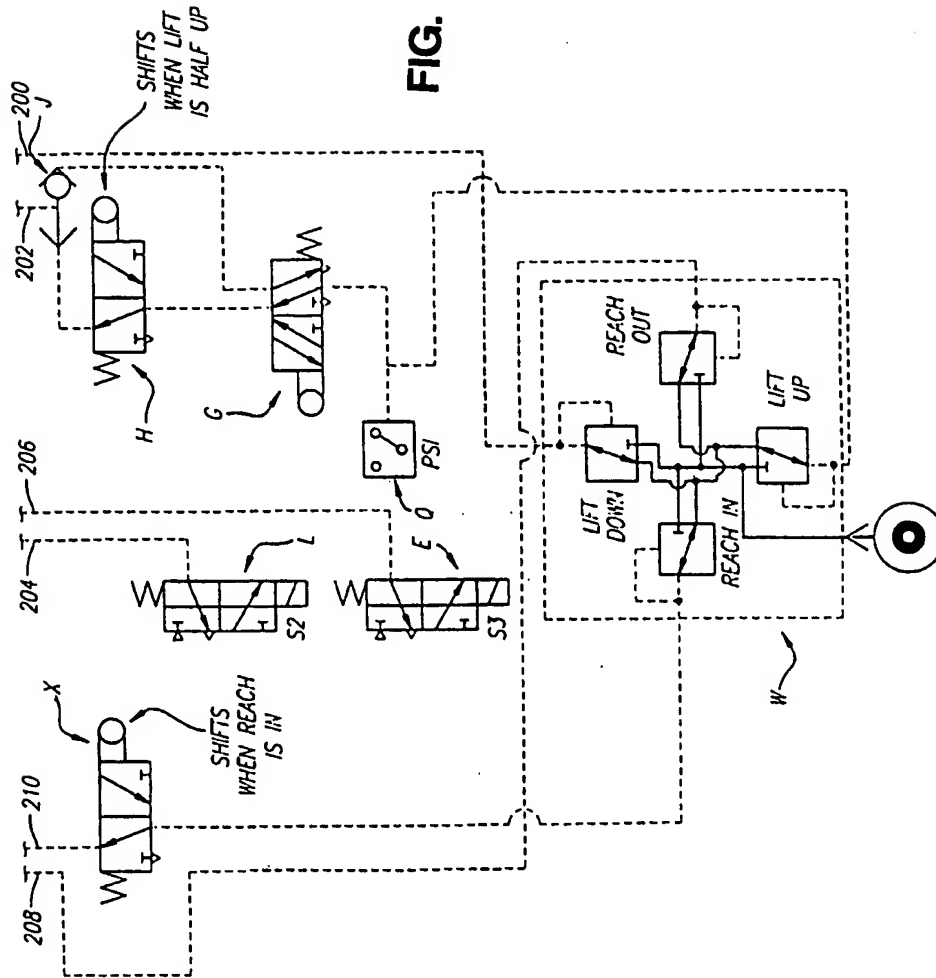 208
210
X
SHIFTS
WHEN REACH
IS IN
204
206
L
S2
E
S3
202
200
J
SHIFTS
WHEN LIFT
IS HALF UP
H
G
Q
PSI
FIG.
REACH
OUT
LIFT
DOWN
LIFT
UP
REACH IN
W